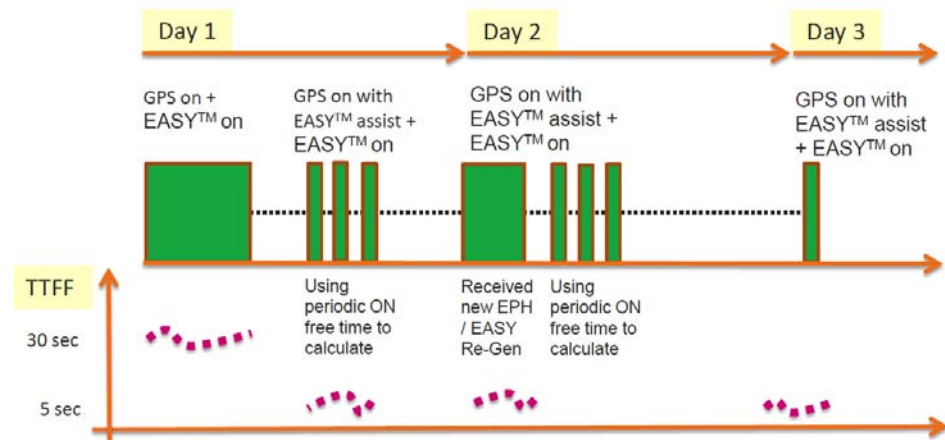 Day 1
Day 2
Day 3
GPS on +
EASY™ on
GPS on with
EASY™ assist +
EASY™ on
GPS on with
EASY™ assist +
EASY™ on
GPS on with
EASY™ assist
+ EASY™ on
TTFF
30 sec
5 sec
Using
periodic ON
free time to
calculate
Received
new EPH
/ EASY
Re-Gen
Using
periodic ON
free time to
calculate